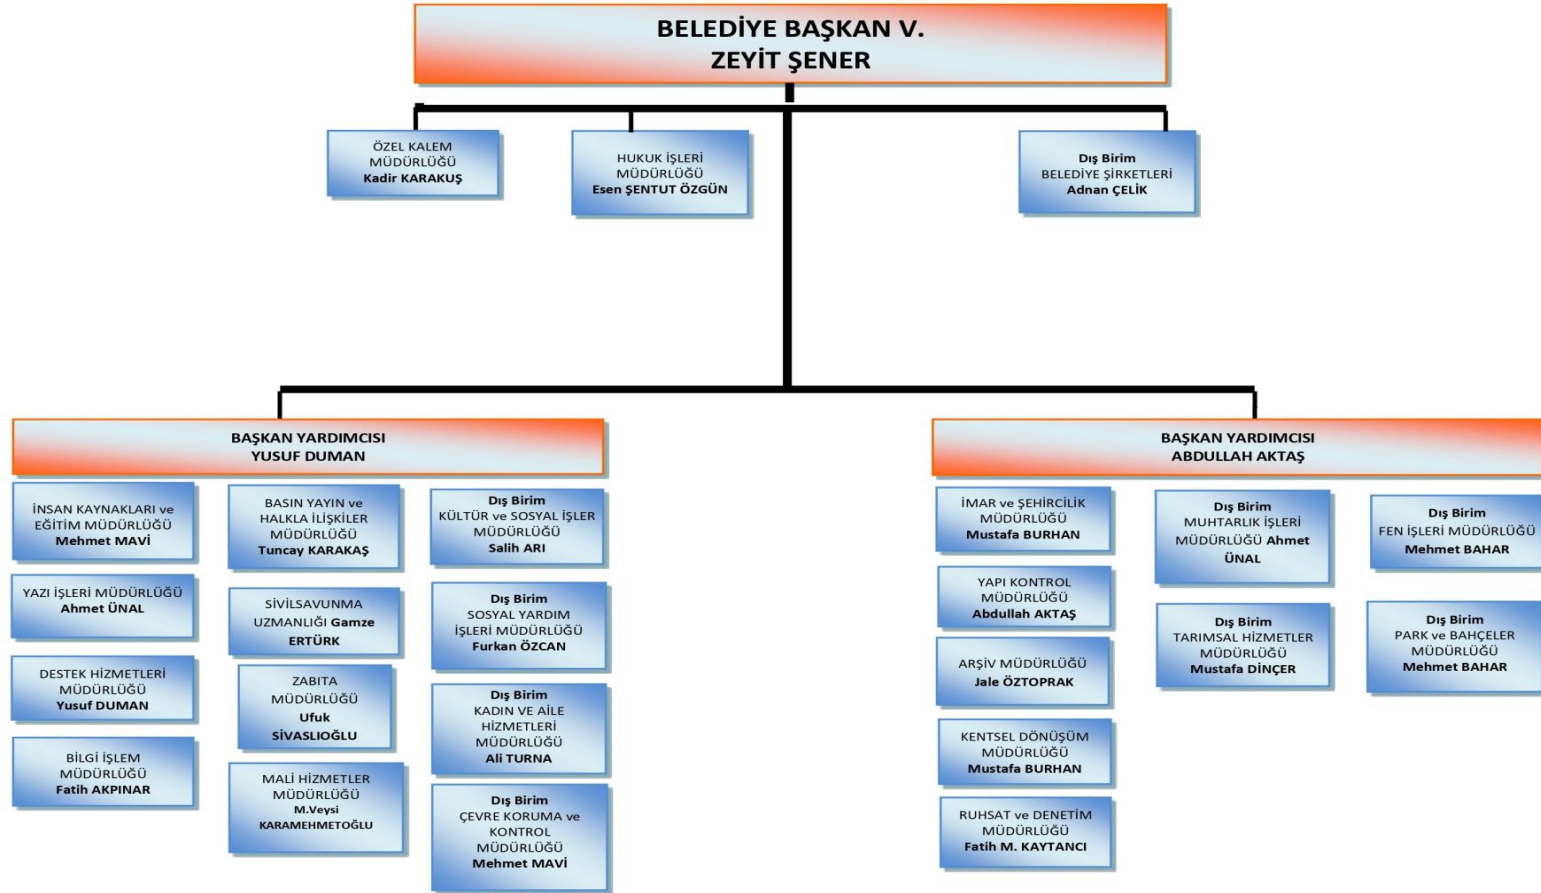 BELEDİYE BAŞKAN V.
ZEYİT ŞENER
ÖZEL KALEM
MÜDÜRLÜĞÜ
Kadir KARAKUŞ
HUKUK İŞLERİ
MÜDÜRLÜĞÜ
Esen ŞENTUT ÖZGÜN
Dış Birim
BELEDİYE ŞİRKETLERİ
Adnan ÇELİK
BAŞKAN YARDIMCISI
YUSUF DUMAN
İNSAN KAYNAKLARI ve
EĞİTİM MÜDÜRLÜĞÜ
Mehmet MAVİ
YAZI İŞLERİ MÜDÜRLÜĞÜ
Ahmet ÜNAL
DESTEK HİZMETLERİ
MÜDÜRLÜĞÜ
Yusuf DUMAN
BİLGİ İŞLEM
MÜDÜRLÜĞÜ
Fatih AKPINAR
BASIN YAYIN ve
HALKLA İLİŞKİLER
MÜDÜRLÜĞÜ
Tuncay KARAKAŞ
SİVİLSAVUNMA
UZMANLIĞI Gamze
ERTÜRK
ZABITA
MÜDÜRLÜĞÜ
Ufuk
SİVASLIOĞLU
MALİ HİZMETLER
MÜDÜRLÜĞÜ
M.Veysi
KARAMEHMETOĞLU
Dış Birim
KÜLTÜR ve SOSYAL İŞLER
MÜDÜRLÜĞÜ
Salih ARI
Dış Birim
SOSYAL YARDIM
İŞLERİ MÜDÜRLÜĞÜ
Furkan ÖZCAN
Dış Birim
KADIN VE AİLE
HİZMETLERİ
MÜDÜRLÜĞÜ
Ali TURNA
Dış Birim
ÇEVRE KORUMA ve
KONTROL
MÜDÜRLÜĞÜ
Mehmet MAVİ
BAŞKAN YARDIMCISI
ABDULLAH AKTAŞ
İMAR ve ŞEHİRCİLİK
MÜDÜRLÜĞÜ
Mustafa BURHAN
YAPI KONTROL
MÜDÜRLÜĞÜ
Abdullah AKTAŞ
ARŞİV MÜDÜRLÜĞÜ
Jale ÖZTOPRAK
KENTSEL DÖNÜŞÜM
MÜDÜRLÜĞÜ
Mustafa BURHAN
RUHSAT ve DENETİM
MÜDÜRLÜĞÜ
Fatih M. KAYTANCI
Dış Birim
MUHTARLIK İŞLERİ
MÜDÜRLÜĞÜ Ahmet
ÜNAL
Dış Birim
TARIMSAL HİZMETLER
MÜDÜRLÜĞÜ
Mustafa DİNÇER
Dış Birim
FEN İŞLERİ MÜDÜRLÜĞÜ
Mehmet BAHAR
Dış Birim
PARK ve BAHÇELER
MÜDÜRLÜĞÜ
Mehmet BAHAR